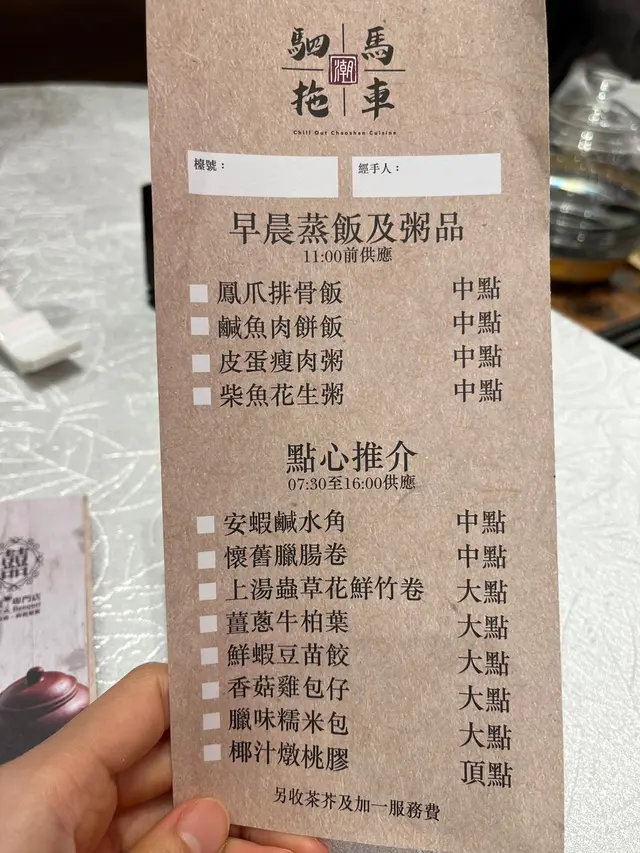 駟馬
潮
拖車
Chill Out Chaoshan Cuisine
檯號：
經手人：
早晨蒸飯及粥品
11:00前供應
鳳爪排骨飯 中點
鹹魚肉餅飯 中點
皮蛋瘦肉粥 中點
柴魚花生粥 中點
點心推介
07:30至16:00供應
安蝦鹹水角 中點
懷舊臘腸卷 中點
上湯蟲草花鮮竹卷 大點
薑蔥牛柏葉 大點
鮮蝦豆苗餃 大點
香菇雞包仔 大點
臘味糯米包 大點
椰汁燉桃膠 頂點
另收茶芥及加一服務費
專門店